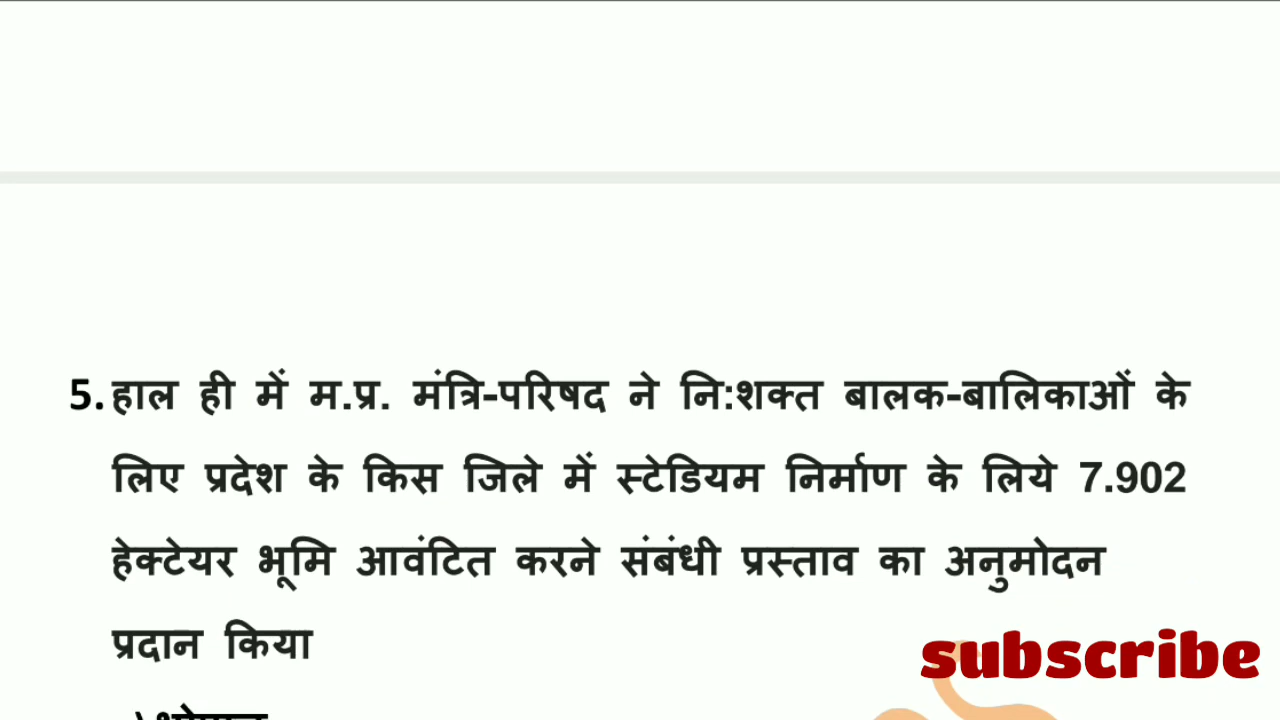 5. हाल ही में म.प्र. मंत्रि-परिषद ने नि:शक्त बालक-बालिकाओं के
लिए प्रदेश के किस जिले में स्टेडियम निर्माण के लिये 7.902
हेक्टेयर भूमि आवंटित करने संबंधी प्रस्ताव का अनुमोदन
प्रदान किया
subscribe